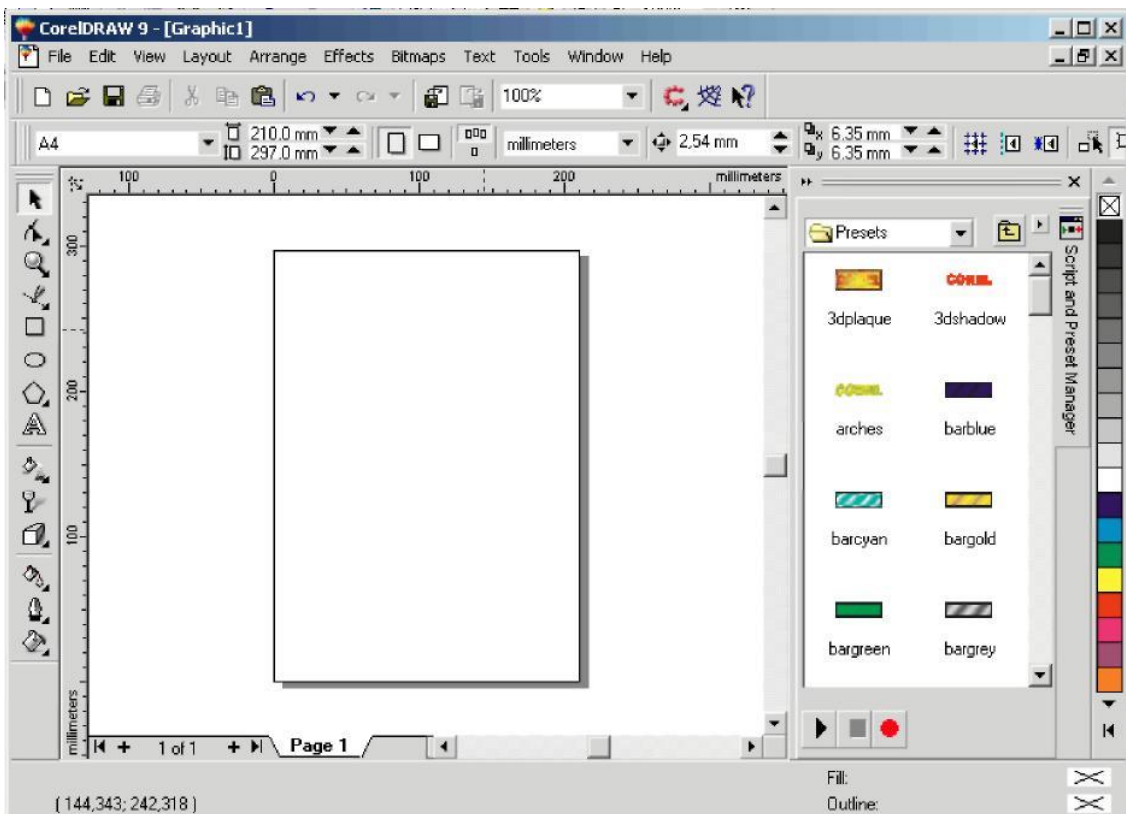 CorelDRAW 9 - [Graphic1]
File Edit View Layout Arrange Effects Bitmaps Text Tools Window Help
100%
A4
210.0 mm
297.0 mm
millimeters
2,54 mm
6.35 mm
6.35 mm
100 0 100 200 millimeters
300
200
100
millimeters
Presets
3dplaque 3dshadow
arches barblue
barcyan bargold
bargreen bargrey
Script and Preset Manager
1 of 1 Page 1
(144,343; 242,318)
Fill:
Outline: